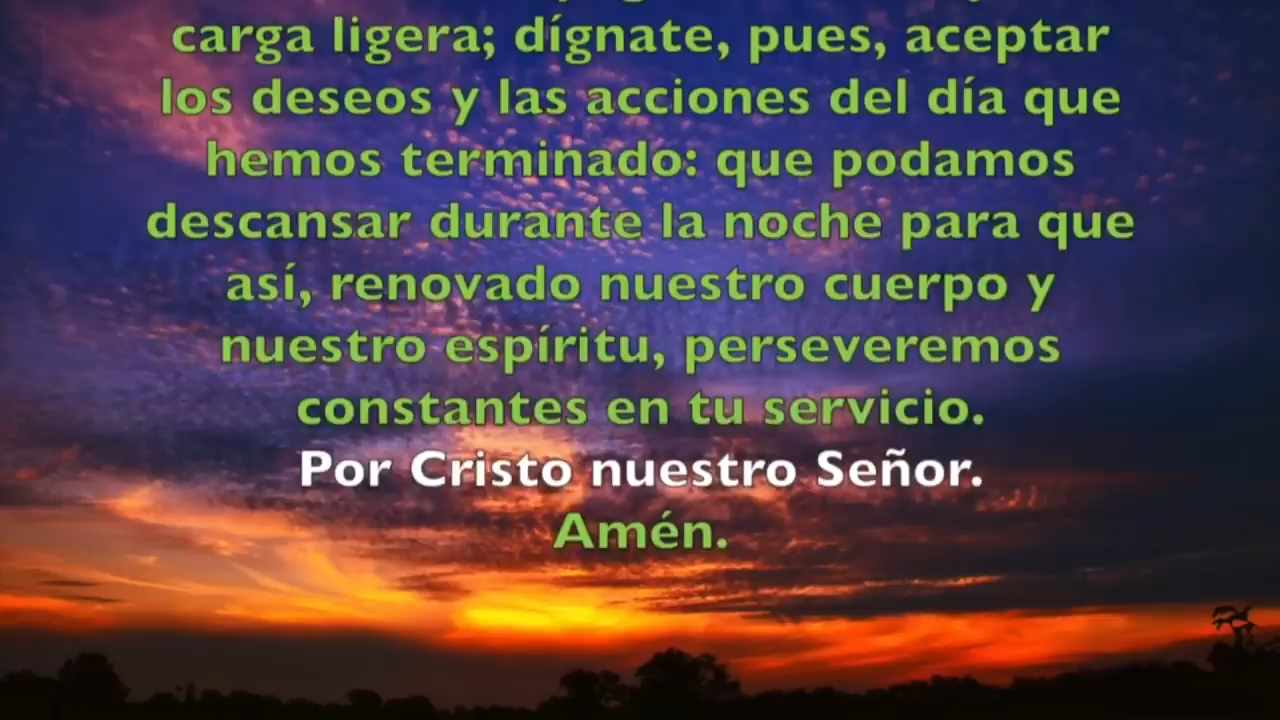 carga ligera; dígnate, pues, aceptar
los deseos y las acciones del día que
hemos terminado: que podamos
descansar durante la noche para que
así, renovado nuestro cuerpo y
nuestro espíritu, perseveremos
constantes en tu servicio.
Por Cristo nuestro Señor.
Amén.